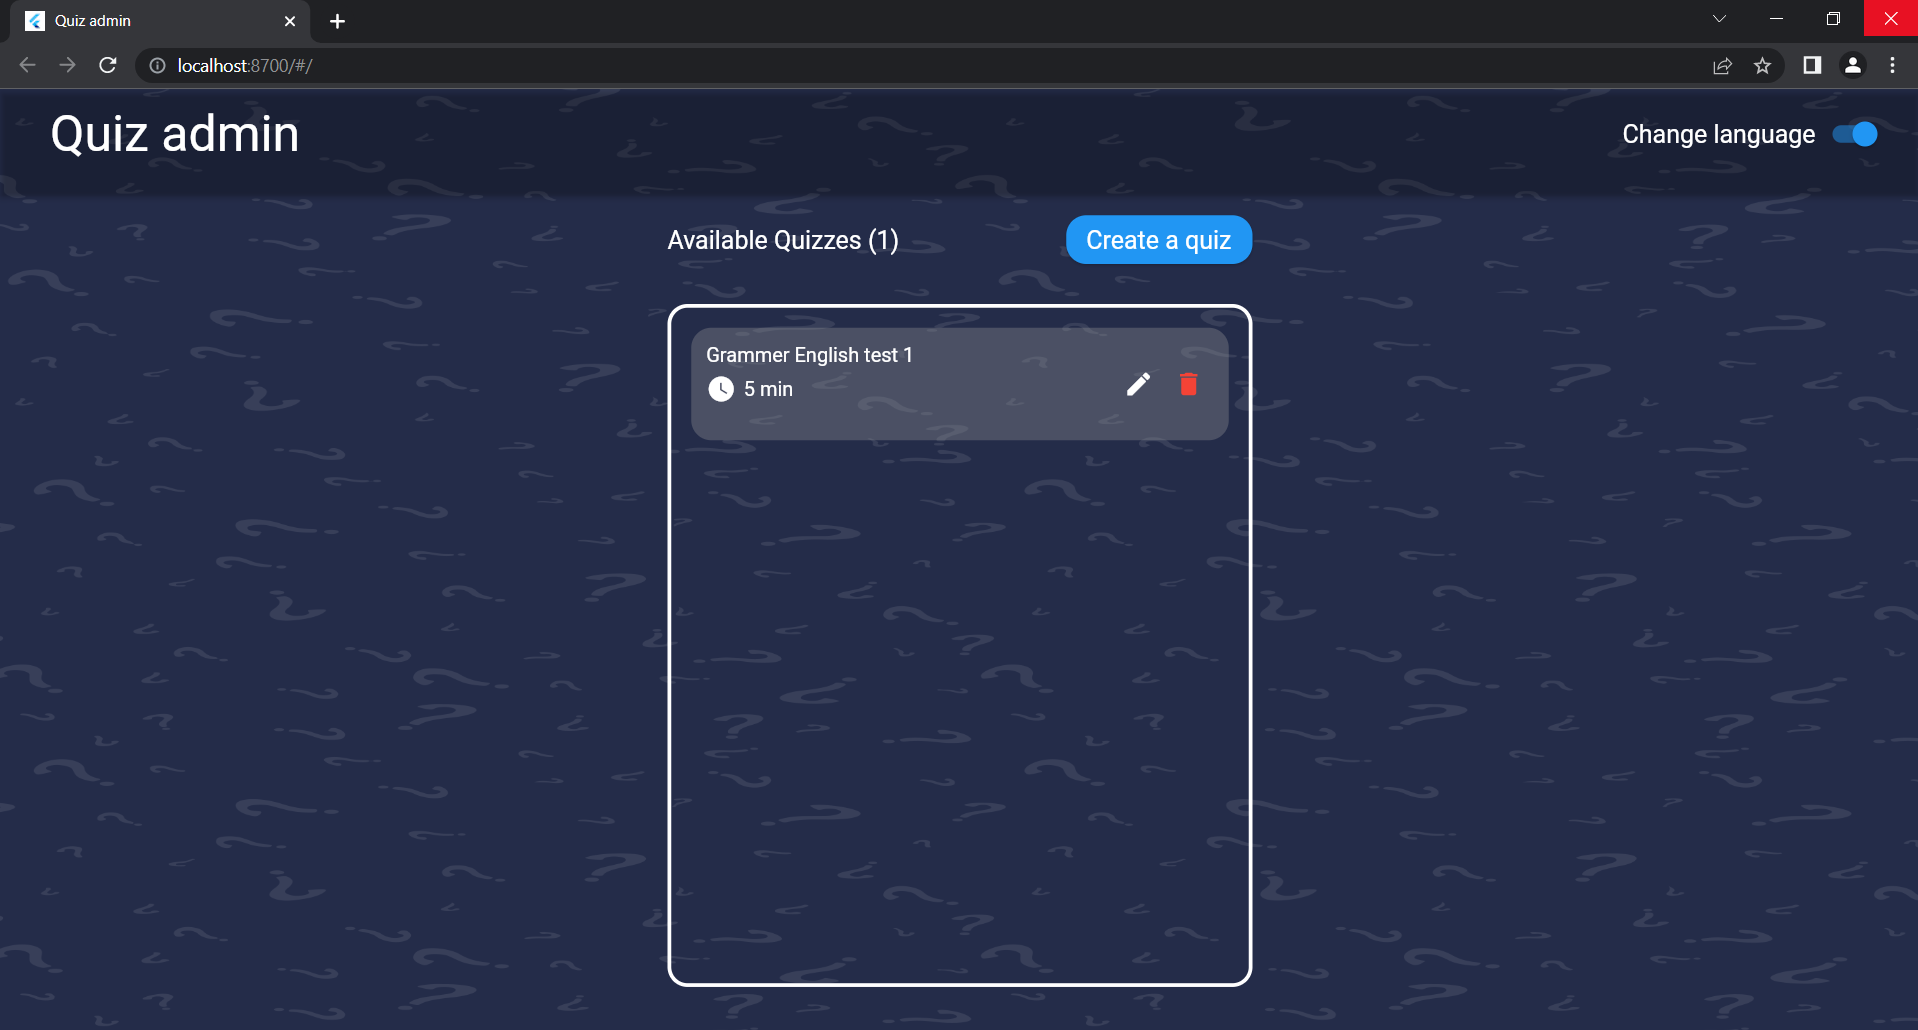 Quiz admin
localhost:8700/#/
Quiz admin
Change language
Available Quizzes (1)
Create a quiz
Grammer English test 1
5 min